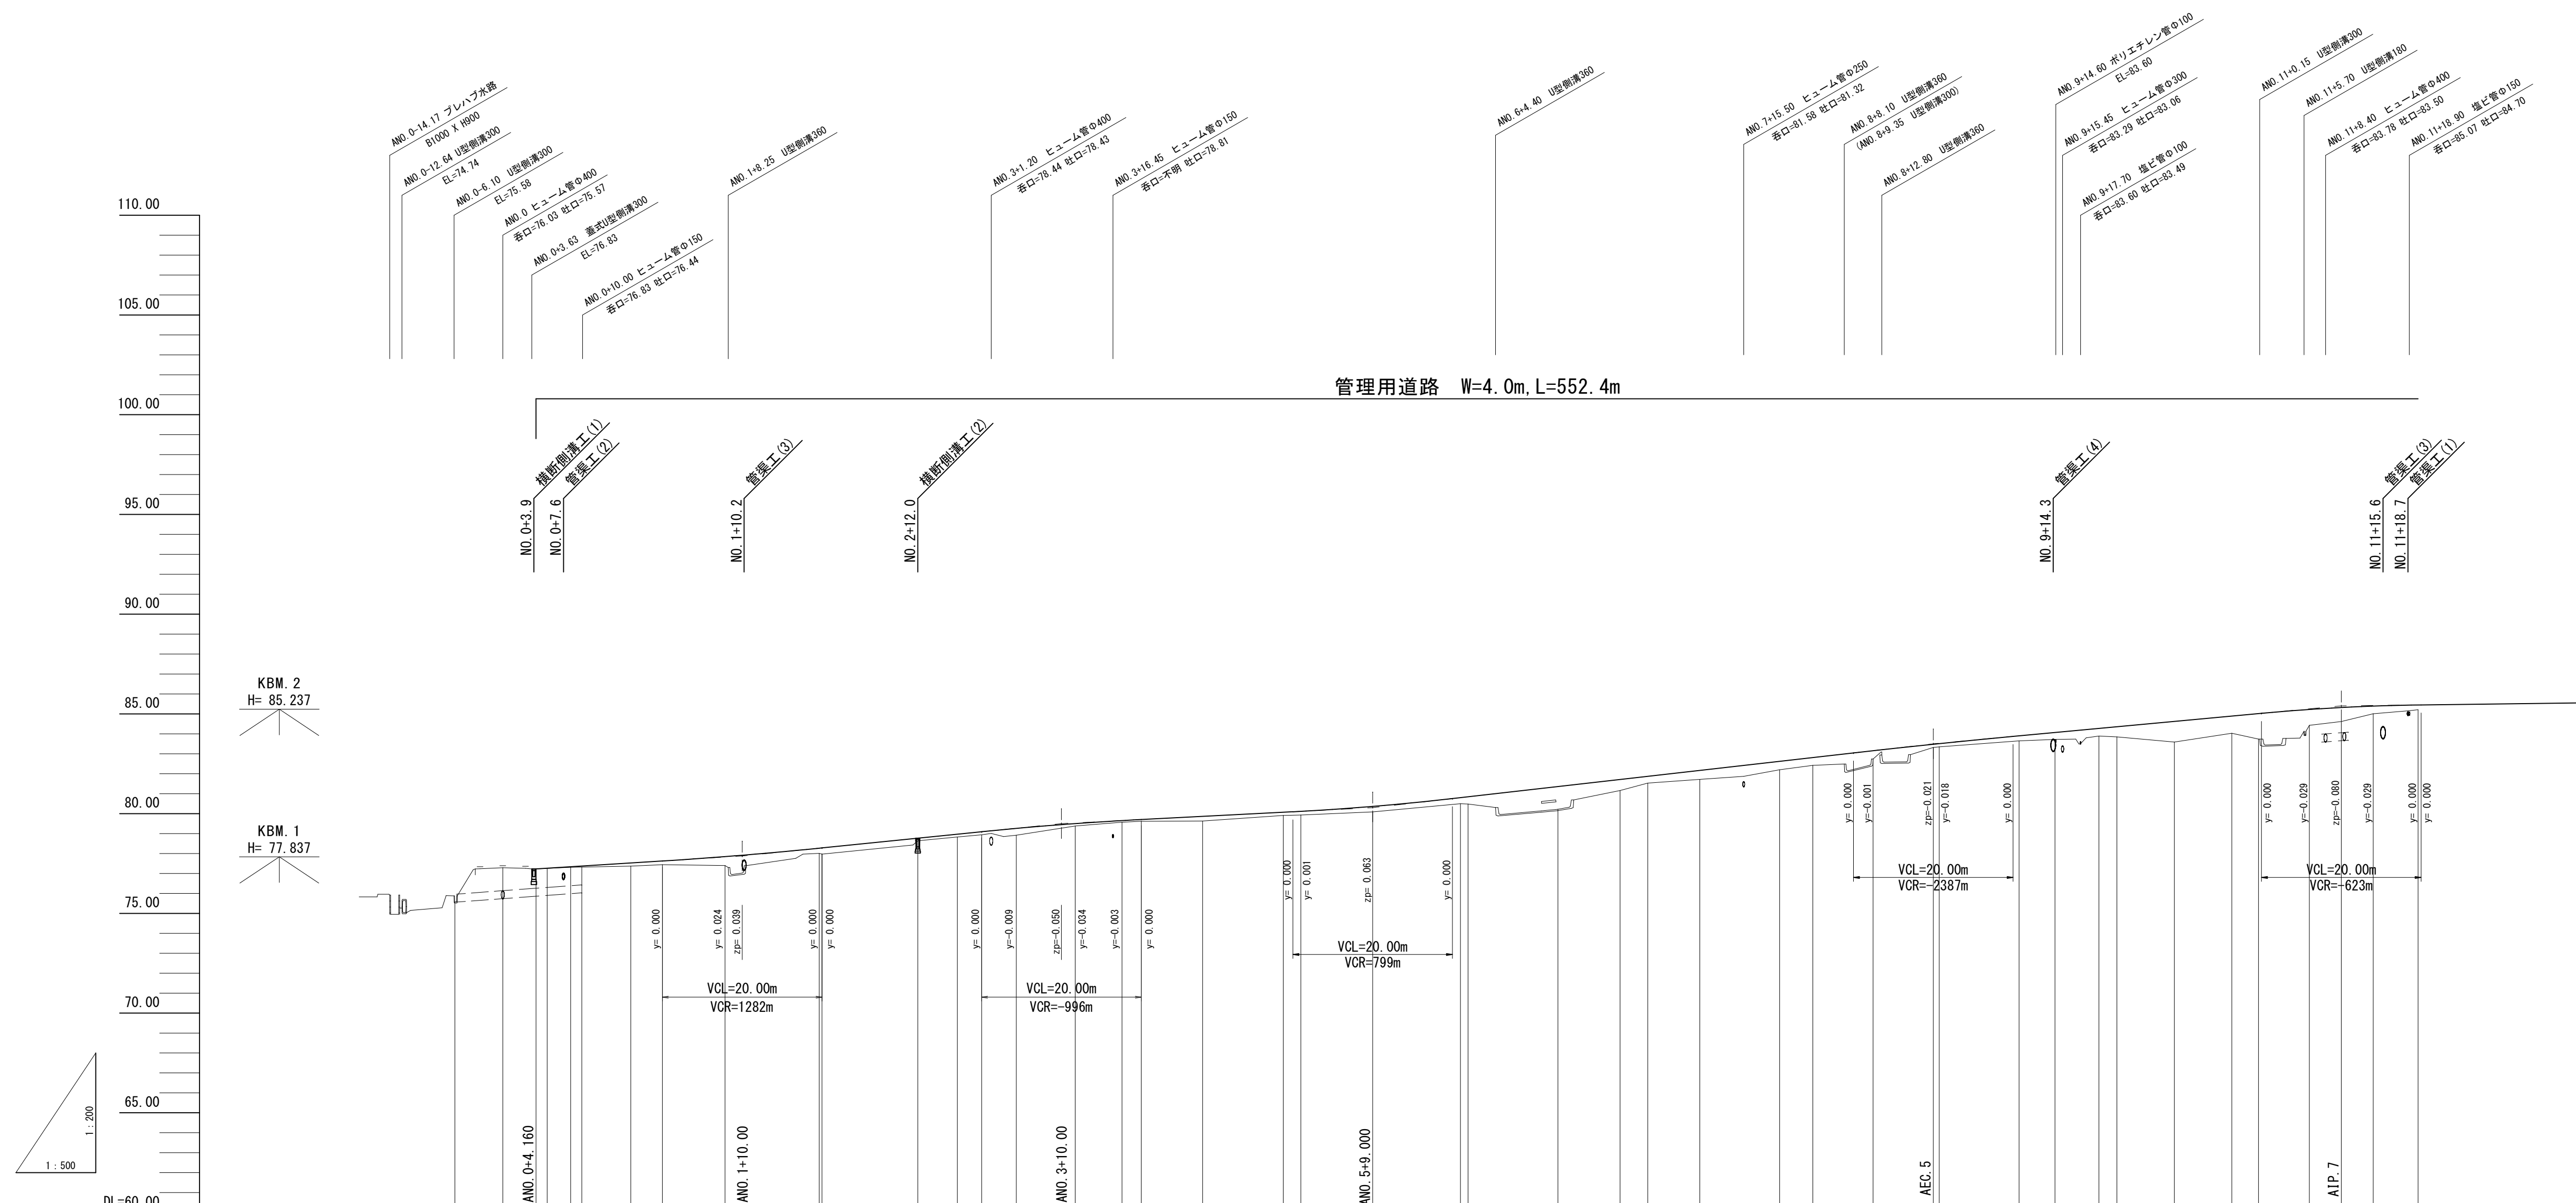 ANO.0-14.17 プレハブ水路
B1000 X H900
ANO.0-12.64 U型側溝300
EL=74.74
ANO.0-6.10 U型側溝300
EL=75.58
ANO.0 ヒューム管Φ400
呑口=76.03 吐口=75.57
ANO.0+3.63 蓋式U型側溝300
EL=76.83
ANO.0+10.00 ヒューム管Φ150
呑口=76.83 吐口=76.44
ANO.1+8.25 U型側溝360
ANO.3+1.20 ヒューム管Φ400
呑口=78.44 吐口=78.43
ANO.3+16.45 ヒューム管Φ150
呑口=不明 吐口=78.81
ANO.6+4.40 U型側溝360
ANO.7+15.50 ヒューム管Φ250
呑口=81.58 吐口=81.32
ANO.8+8.10 U型側溝360
(ANO.8+9.35 U型側溝300)
ANO.8+12.80 U型側溝360
ANO.9+14.60 ポリエチレン管Φ100
EL=83.60
ANO.9+15.45 ヒューム管Φ300
呑口=83.29 吐口=83.06
ANO.9+17.70 塩ビ管Φ100
呑口=83.60 吐口=83.49
ANO.11+0.15 U型側溝300
ANO.11+5.70 U型側溝180
ANO.11+8.40 ヒューム管Φ400
呑口=83.78 吐口=83.50
ANO.11+18.90 塩ビ管Φ150
呑口=85.07 吐口=84.70
管理用道路 W=4.0m,L=552.4m
横断側溝工(1)
NO.0+3.9
管渠工(2)
NO.0+7.6
管渠工(3)
NO.1+10.2
横断側溝工(2)
NO.2+12.0
管渠工(4)
NO.9+14.3
管渠工(3)
NO.11+15.6
管渠工(1)
NO.11+18.7
110.00
105.00
100.00
95.00
90.00
85.00
80.00
75.00
70.00
65.00
DL=60.00
KBM.2
H= 85.237
KBM.1
H= 77.837
1：200
1：500
y= 0.000
y= 0.024
zp= 0.039
y= 0.000
y= 0.000
VCL=20.00m
VCR=1282m
y= 0.000
y=-0.009
zp=-0.050
y=-0.034
y=-0.003
y= 0.000
VCL=20.00m
VCR=-996m
y= 0.000
y= 0.001
zp= 0.063
y= 0.000
VCL=20.00m
VCR=799m
y= 0.000
y=-0.001
zp=-0.021
y=-0.018
y= 0.000
VCL=20.00m
VCR=-2387m
y= 0.000
y=-0.029
zp=-0.080
y=-0.029
y= 0.000
y= 0.000
VCL=20.00m
VCR=-623m
ANO.0+4.160
ANO.1+10.00
ANO.3+10.00
ANO.5+9.000
AEC.5
AIP.7